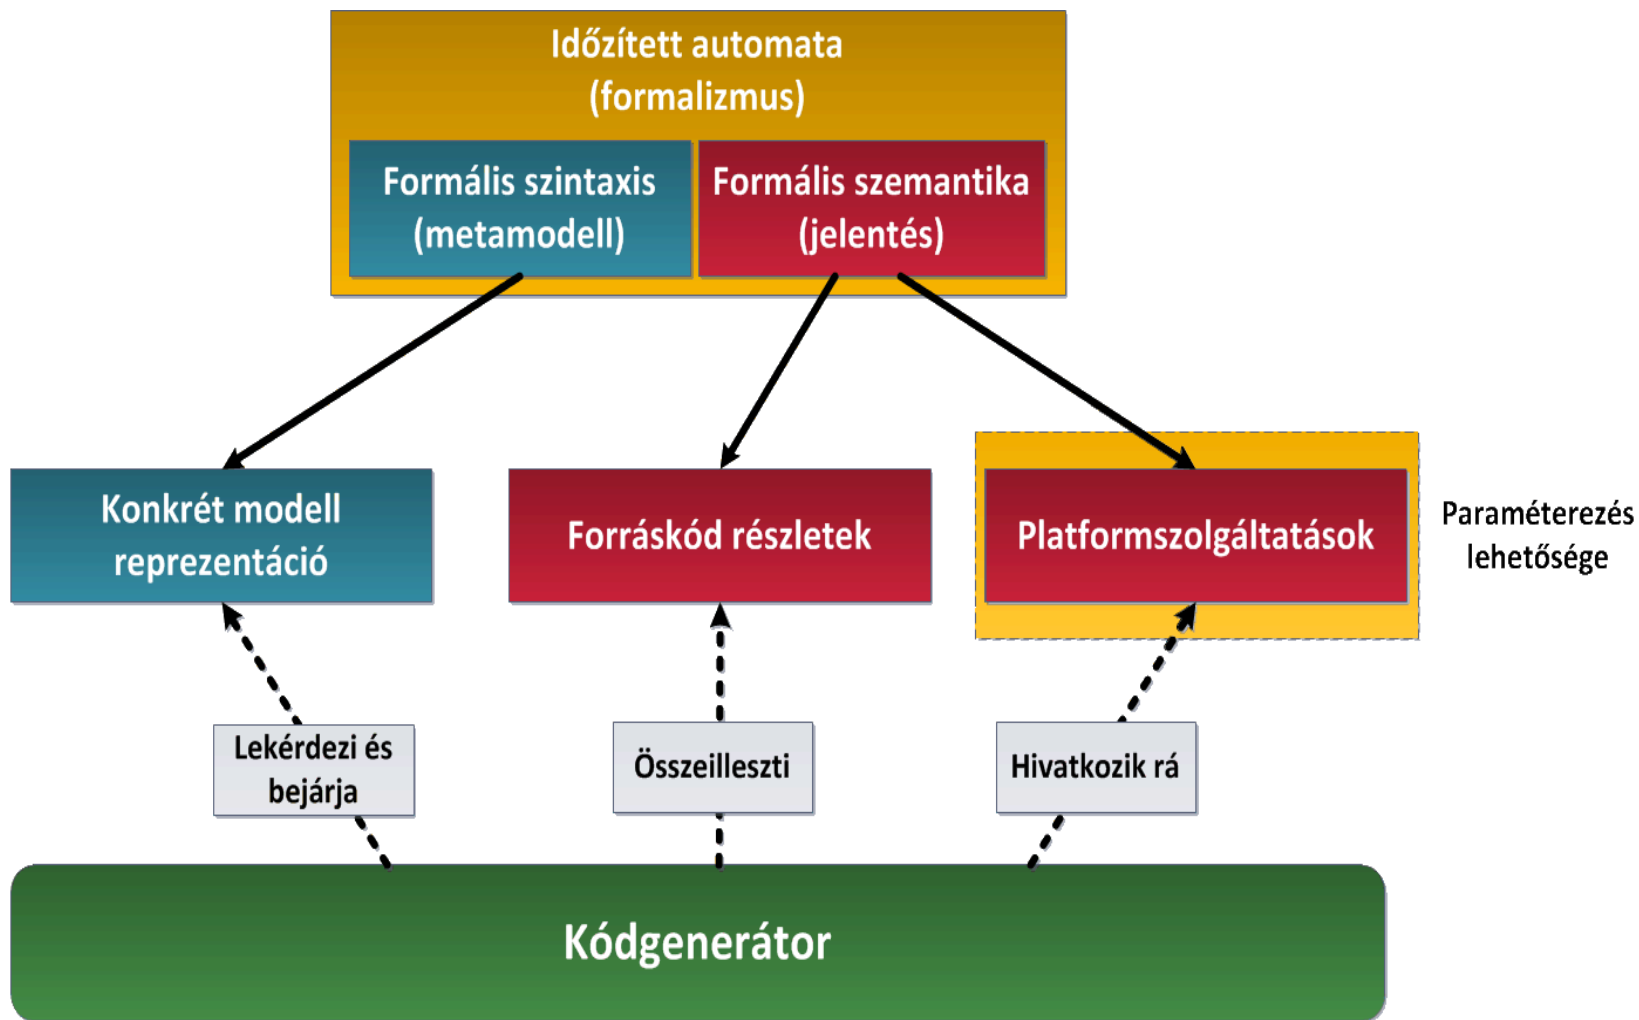 Időzített automata
(formalizmus)
Formális szintaxis
(metamodell)
Formális szemantika
(jelentés)
Konkrét modell
reprezentáció
Forráskód részletek
Platformszolgáltatások
Paraméterezés
lehetősége
Lekérdezi és
bejárja
Összeilleszti
Hivatkozik rá
Kódgenerátor